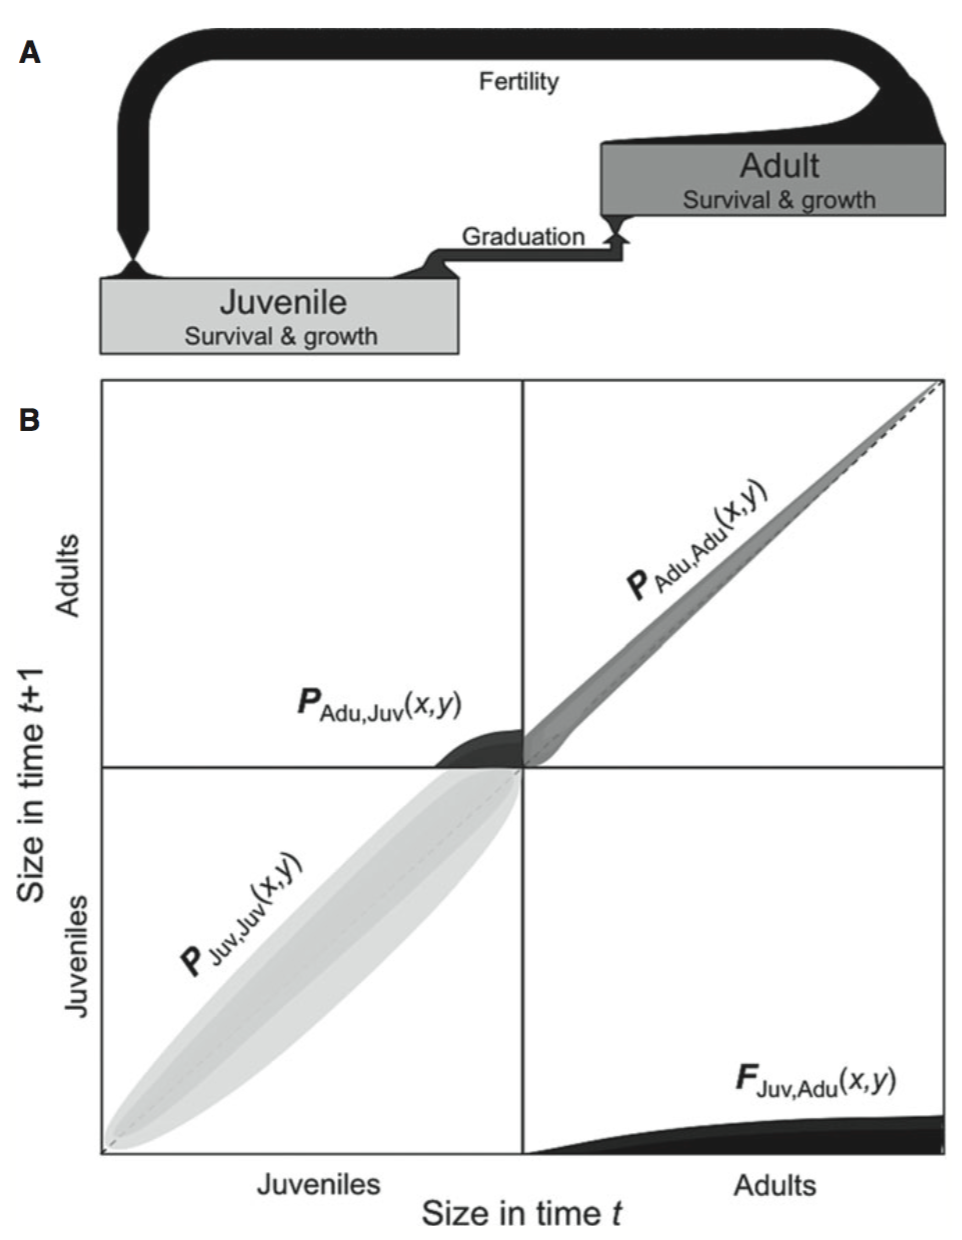 A
Fertility
Adult
Survival & growth
Graduation
Juvenile
Survival & growth
B
Adults
Juveniles
Size in time t+1
P Adu,Adu(x,y)
P Adu,Juv(x,y)
P Juv,Juv(x,y)
F Juv,Adu(x,y)
Juveniles
Adults
Size in time t